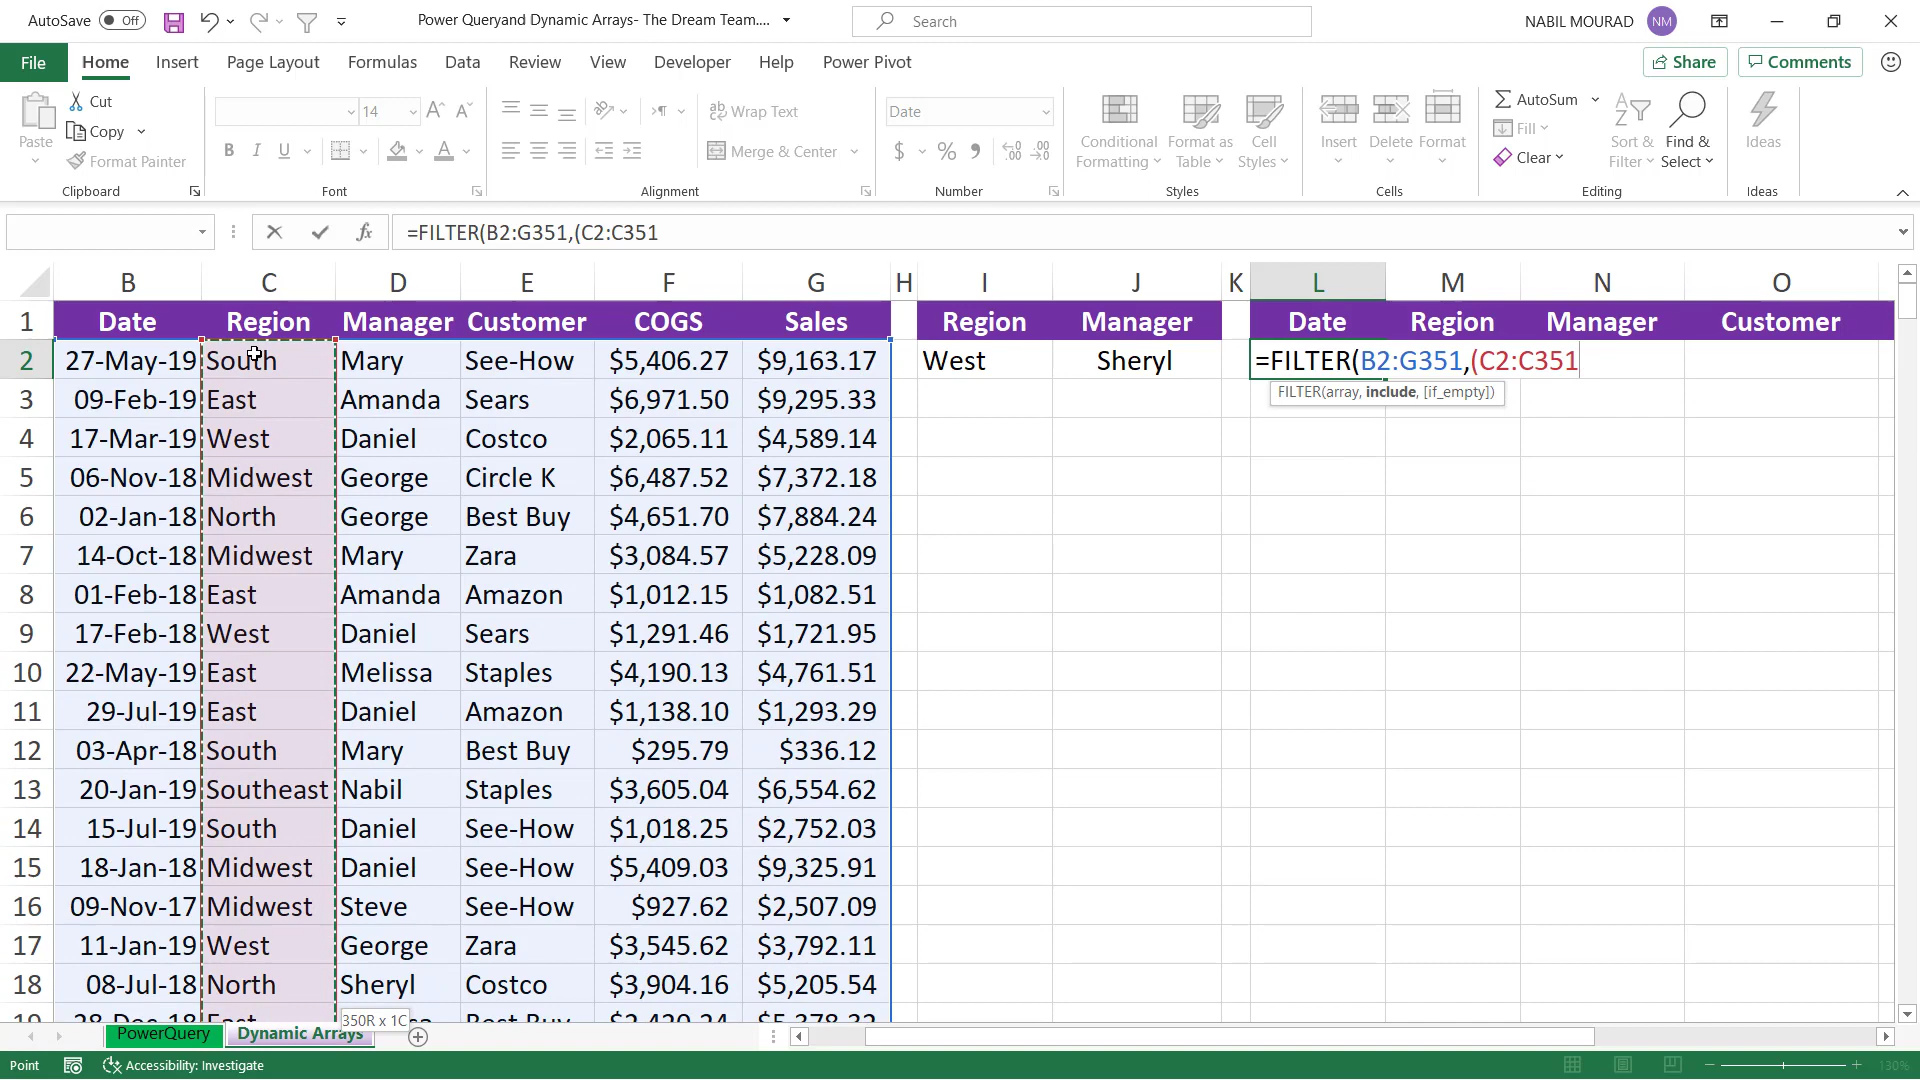 AutoSave Off Power Queryand Dynamic Arrays- The Dream Team.... Search NABIL MOURAD NM
File Home Insert Page Layout Formulas Data Review View Developer Help Power Pivot Share Comments
Paste Cut Copy Format Painter Clipboard
14 B I U A Font
Wrap Text Merge & Center Alignment
Date $ % Number
Conditional Formatting Format as Table Cell Styles Styles
Insert Delete Format Cells
AutoSum Fill Clear Sort & Filter Find & Select Editing
Ideas Ideas
fx =FILTER(B2:G351,(C2:C351
B C D E F G H I J K L M N O
1 Date Region Manager Customer COGS Sales Region Manager Date Region Manager Customer
2 27-May-19 South Mary See-How $5,406.27 $9,163.17 West Sheryl =FILTER(B2:G351,(C2:C351
FILTER(array, include, [if_empty])
3 09-Feb-19 East Amanda Sears $6,971.50 $9,295.33
4 17-Mar-19 West Daniel Costco $2,065.11 $4,589.14
5 06-Nov-18 Midwest George Circle K $6,487.52 $7,372.18
6 02-Jan-18 North George Best Buy $4,651.70 $7,884.24
7 14-Oct-18 Midwest Mary Zara $3,084.57 $5,228.09
8 01-Feb-18 East Amanda Amazon $1,012.15 $1,082.51
9 17-Feb-18 West Daniel Sears $1,291.46 $1,721.95
10 22-May-19 East Melissa Staples $4,190.13 $4,761.51
11 29-Jul-19 East Daniel Amazon $1,138.10 $1,293.29
12 03-Apr-18 South Mary Best Buy $295.79 $336.12
13 20-Jan-19 Southeast Nabil Staples $3,605.04 $6,554.62
14 15-Jul-19 South Daniel See-How $1,018.25 $2,752.03
15 18-Jan-18 Midwest Daniel See-How $5,409.03 $9,325.91
16 09-Nov-17 Midwest Steve See-How $927.62 $2,507.09
17 11-Jan-19 West George Zara $3,545.62 $3,792.11
18 08-Jul-18 North Sheryl Costco $3,904.16 $5,205.54
350R x 1C
PowerQuery Dynamic Arrays
Point Accessibility: Investigate 130%